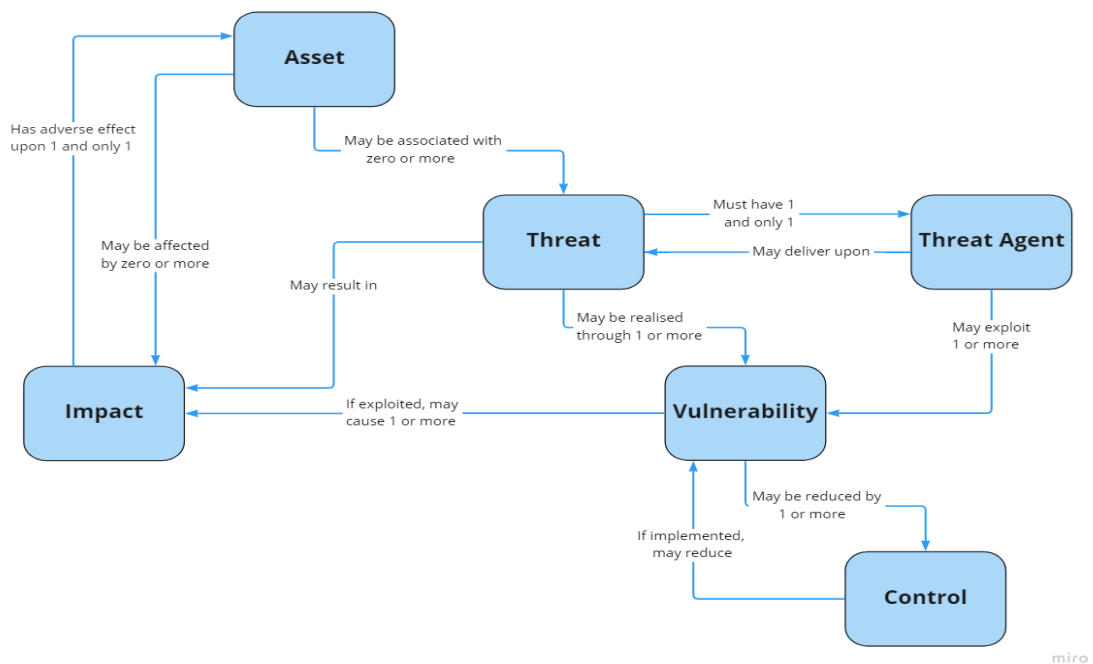 Asset
Has adverse effect
upon 1 and only 1
May be associated with
zero or more
Must have 1
and only 1
Threat
Threat Agent
May be affected
by zero or more
May deliver upon
May result in
May be realised
through 1 or more
May exploit
1 or more
Impact
If exploited, may
cause 1 or more
Vulnerability
May be reduced by
1 or more
If implemented,
may reduce
Control
miro